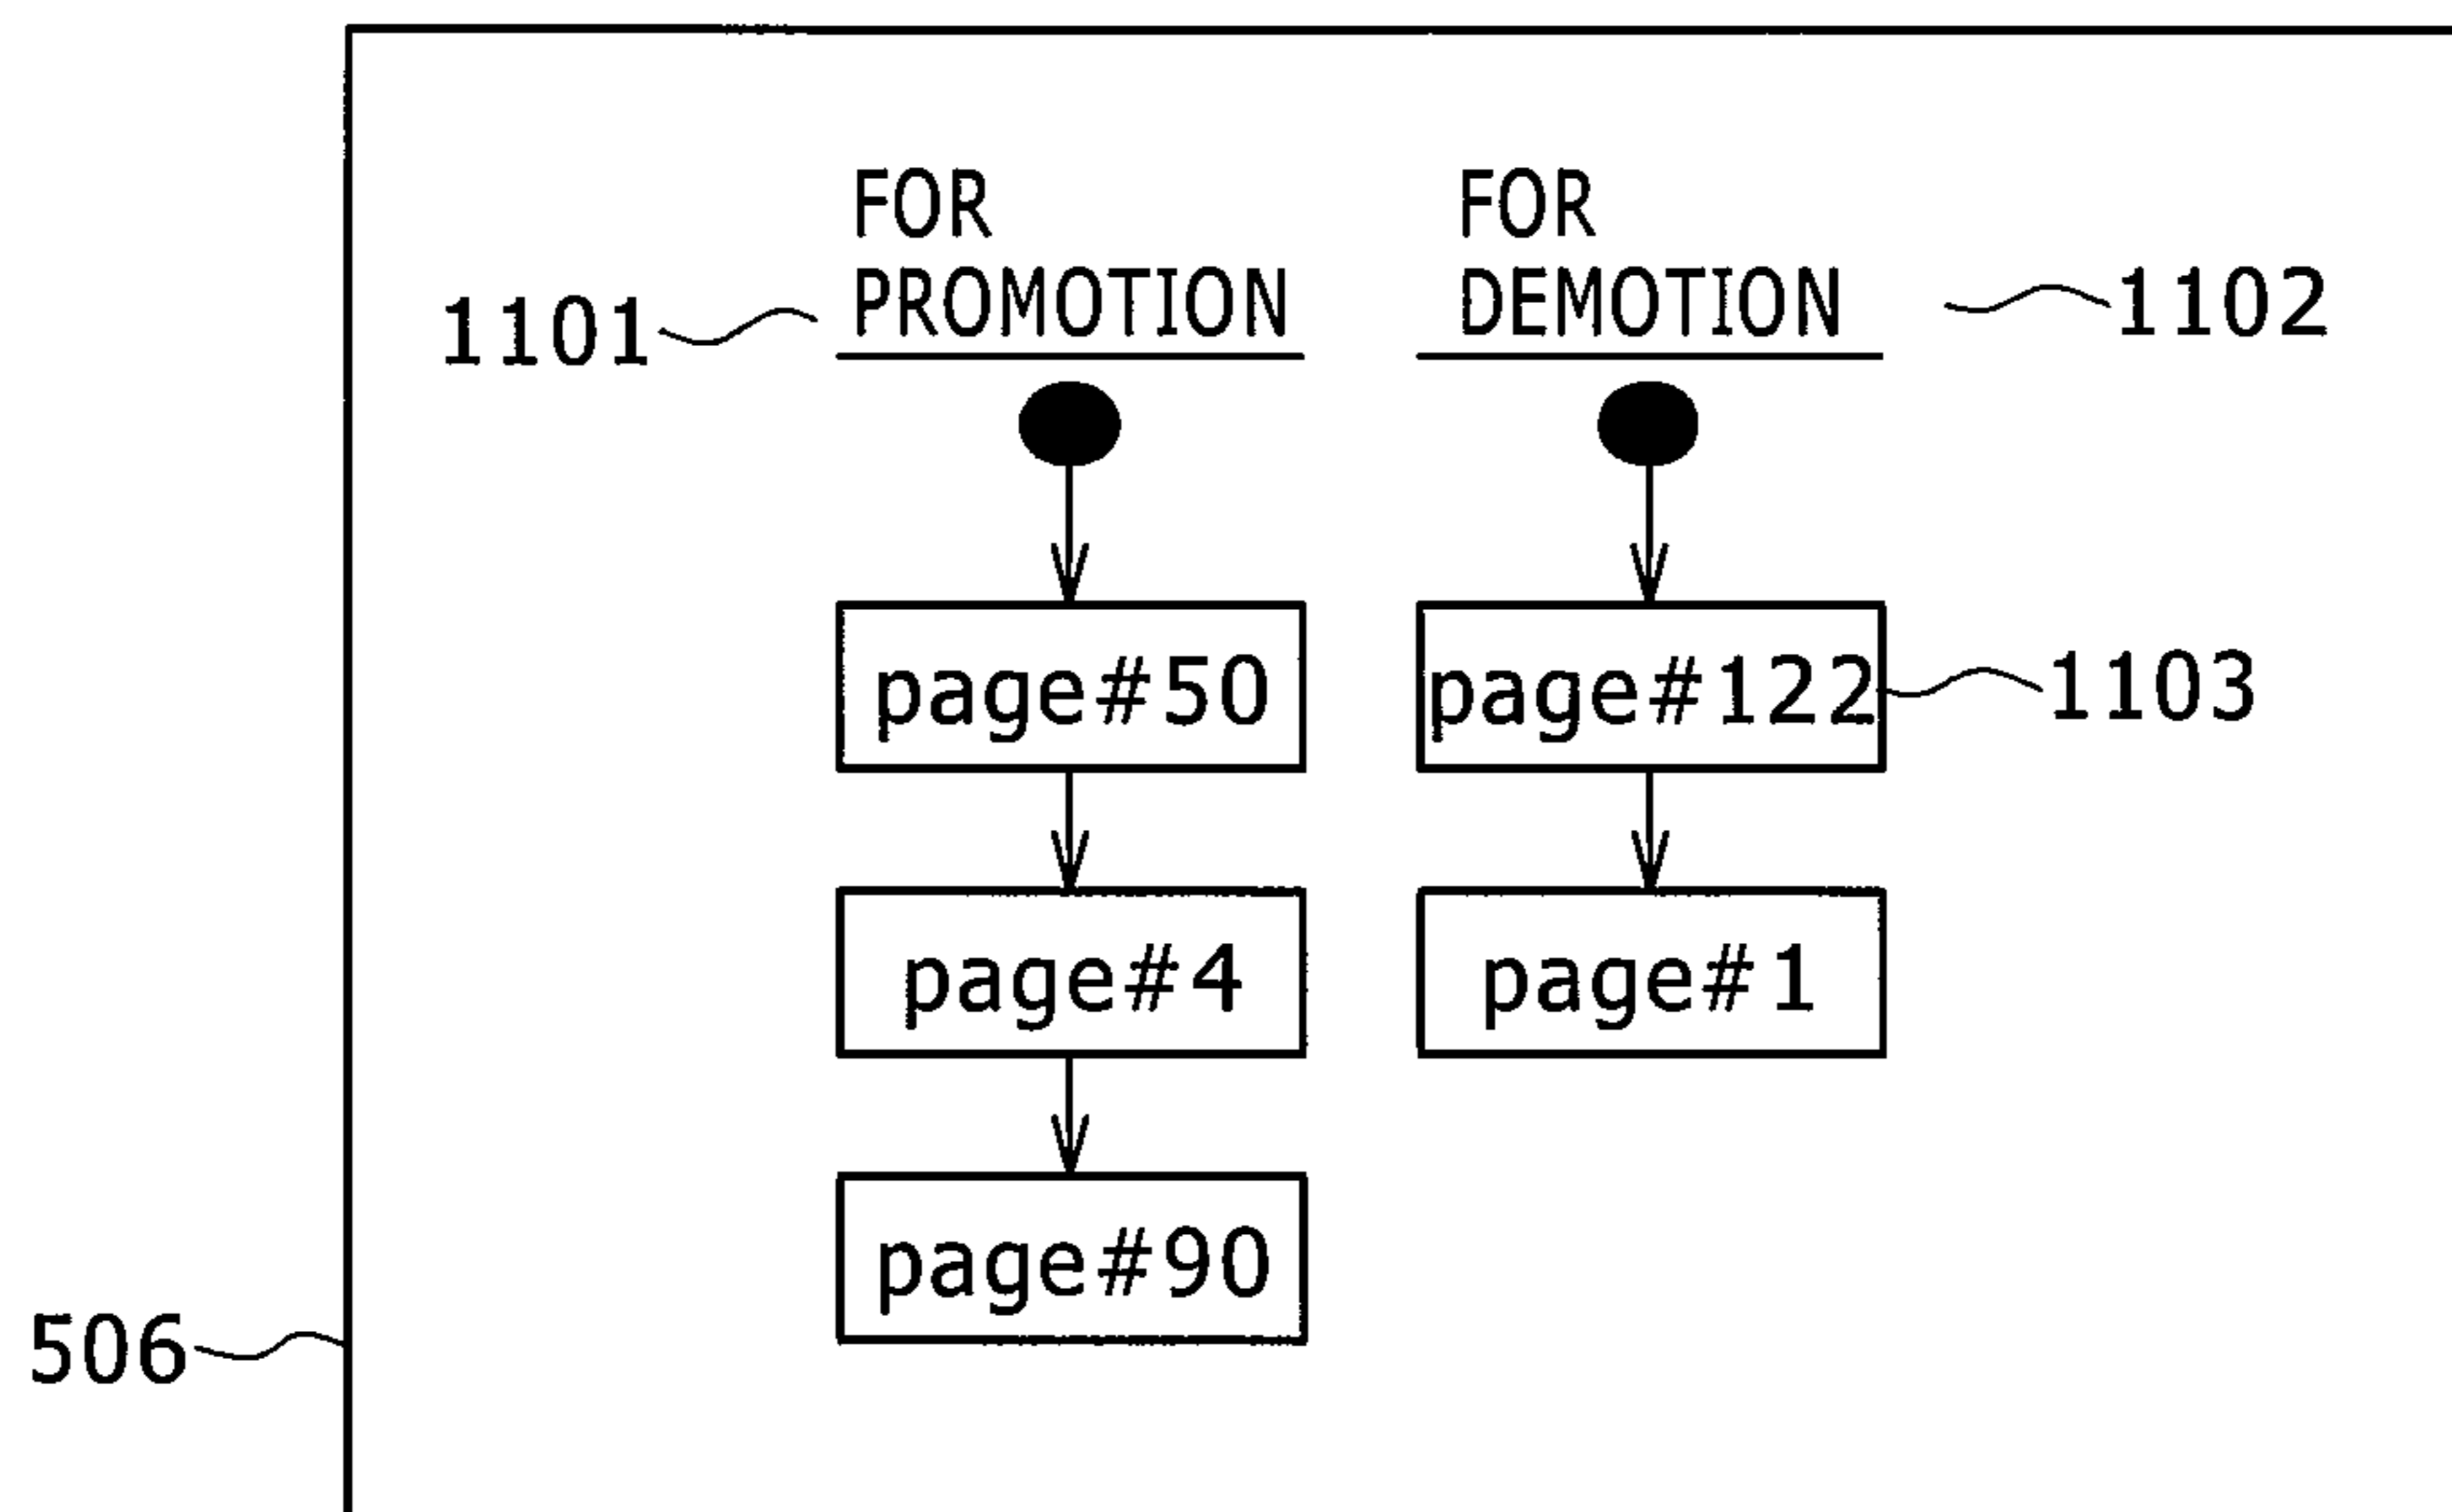 FOR
PROMOTION
FOR
DEMOTION
1101
1102
page#50
page#122
1103
page#4
page#1
page#90
506